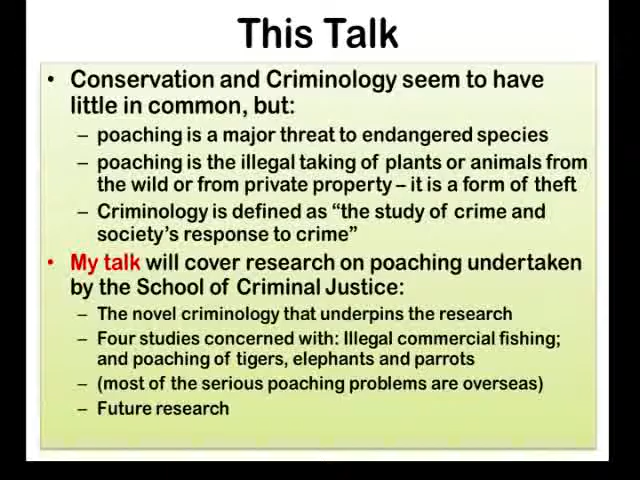 This Talk
• Conservation and Criminology seem to have
little in common, but:
– poaching is a major threat to endangered species
– poaching is the illegal taking of plants or animals from
the wild or from private property – it is a form of theft
– Criminology is defined as “the study of crime and
society’s response to crime”
• My talk will cover research on poaching undertaken
by the School of Criminal Justice:
– The novel criminology that underpins the research
– Four studies concerned with: Illegal commercial fishing;
and poaching of tigers, elephants and parrots
– (most of the serious poaching problems are overseas)
– Future research